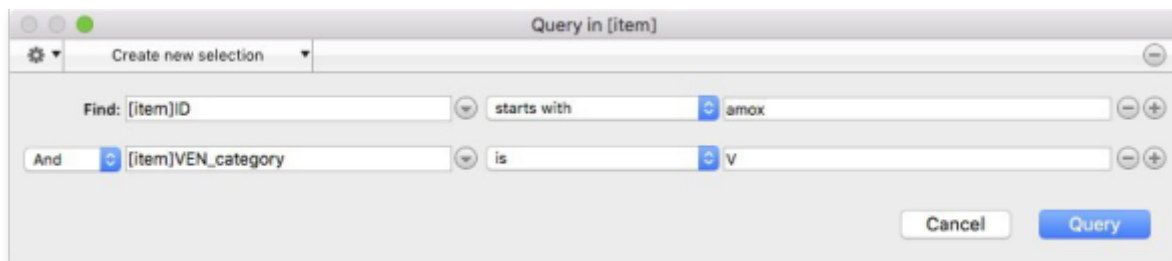 Query in [item]
Create new selection
Find: [item]ID starts with amox
And [item]VEN_category is V
Cancel Query